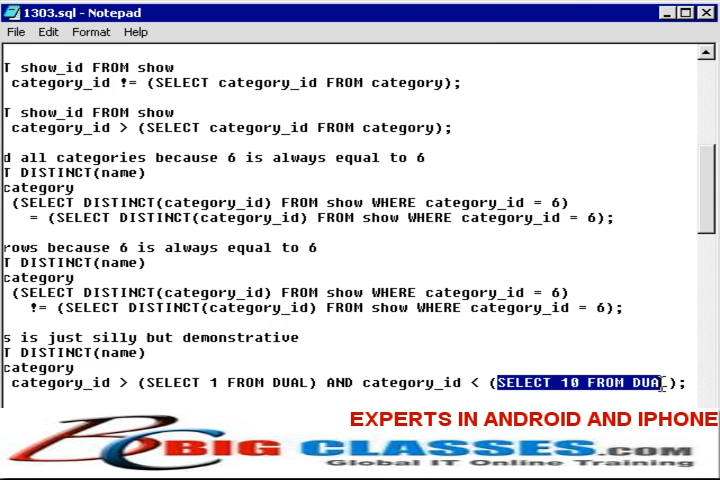 1303.sql - Notepad
File Edit Format Help
T show_id FROM show
category_id != (SELECT category_id FROM category);
T show_id FROM show
category_id > (SELECT category_id FROM category);
d all categories because 6 is always equal to 6
T DISTINCT(name)
category
(SELECT DISTINCT(category_id) FROM show WHERE category_id = 6)
= (SELECT DISTINCT(category_id) FROM show WHERE category_id = 6);
rows because 6 is always equal to 6
T DISTINCT(name)
category
(SELECT DISTINCT(category_id) FROM show WHERE category_id = 6)
!= (SELECT DISTINCT(category_id) FROM show WHERE category_id = 6);
s is just silly but demonstrative
T DISTINCT(name)
category
category_id > (SELECT 1 FROM DUAL) AND category_id < (SELECT 10 FROM DUAL);
EXPERTS IN ANDROID AND IPHONE
BC BIG CLASSES.COM
Global IT Online Training